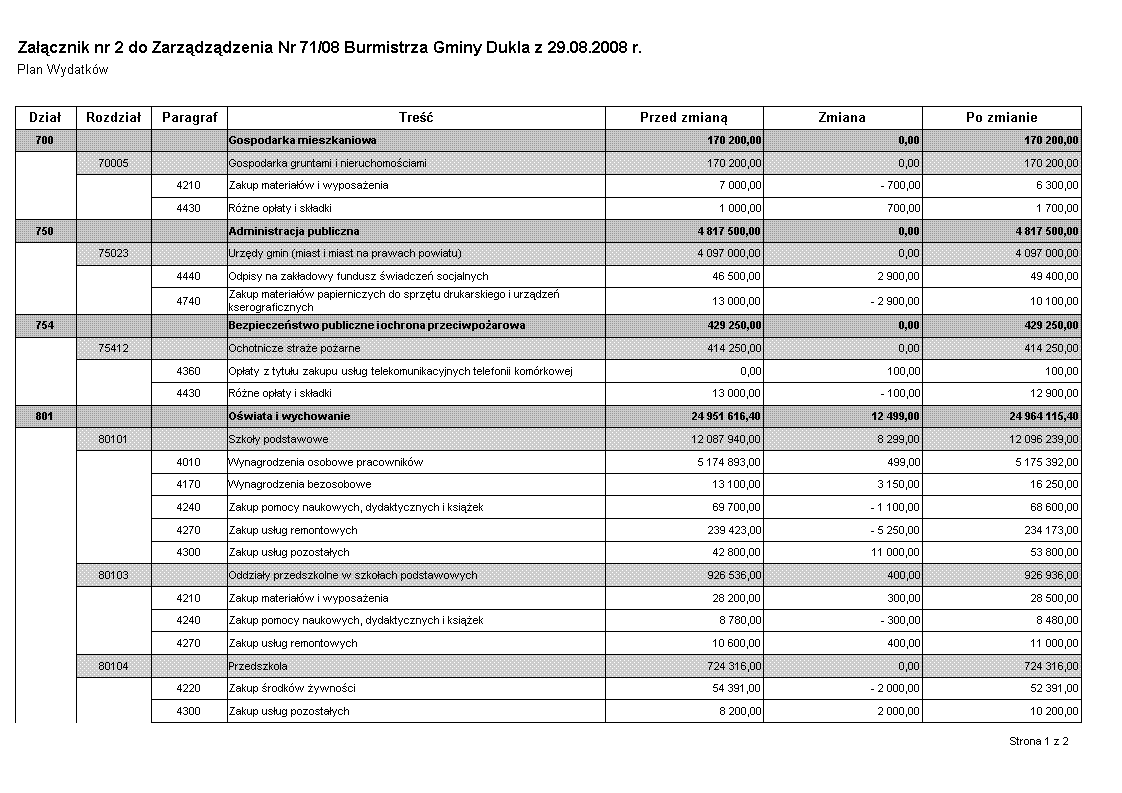 Załącznik nr 2 do Zarządządzenia Nr 71/08 Burmistrza Gminy Dukla z 29.08.2008 r.
Plan Wydatków
Dział Rozdział Paragraf Treść Przed zmianą Zmiana Po zmianie
700 Gospodarka mieszkaniowa 170 200,00 0,00 170 200,00
70005 Gospodarka gruntami i nieruchomościami 170 200,00 0,00 170 200,00
4210 Zakup materiałów i wyposażenia 7 000,00 - 700,00 6 300,00
4430 Różne opłaty i składki 1 000,00 700,00 1 700,00
750 Administracja publiczna 4 817 500,00 0,00 4 817 500,00
75023 Urzędy gmin (miast i miast na prawach powiatu) 4 097 000,00 0,00 4 097 000,00
4440 Odpisy na zakładowy fundusz świadczeń socjalnych 46 500,00 2 900,00 49 400,00
4740 Zakup materiałów papierniczych do sprzętu drukarskiego i urządzeń
kserograficznych 13 000,00 - 2 900,00 10 100,00
754 Bezpieczeństwo publiczne i ochrona przeciwpożarowa 429 250,00 0,00 429 250,00
75412 Ochotnicze straże pożarne 414 250,00 0,00 414 250,00
4360 Opłaty z tytułu zakupu usług telekomunikacyjnych telefonii komórkowej 0,00 100,00 100,00
4430 Różne opłaty i składki 13 000,00 - 100,00 12 900,00
801 Oświata i wychowanie 24 951 616,40 12 499,00 24 964 115,40
80101 Szkoły podstawowe 12 087 940,00 8 299,00 12 096 239,00
4010 Wynagrodzenia osobowe pracowników 5 174 893,00 499,00 5 175 392,00
4170 Wynagrodzenia bezosobowe 13 100,00 3 150,00 16 250,00
4240 Zakup pomocy naukowych, dydaktycznych i książek 69 700,00 - 1 100,00 68 600,00
4270 Zakup usług remontowych 239 423,00 - 5 250,00 234 173,00
4300 Zakup usług pozostałych 42 800,00 11 000,00 53 800,00
80103 Oddziały przedszkolne w szkołach podstawowych 926 536,00 400,00 926 936,00
4210 Zakup materiałów i wyposażenia 28 200,00 300,00 28 500,00
4240 Zakup pomocy naukowych, dydaktycznych i książek 8 780,00 - 300,00 8 480,00
4270 Zakup usług remontowych 10 600,00 400,00 11 000,00
80104 Przedszkola 724 316,00 0,00 724 316,00
4220 Zakup środków żywności 54 391,00 - 2 000,00 52 391,00
4300 Zakup usług pozostałych 8 200,00 2 000,00 10 200,00
Strona 1 z 2